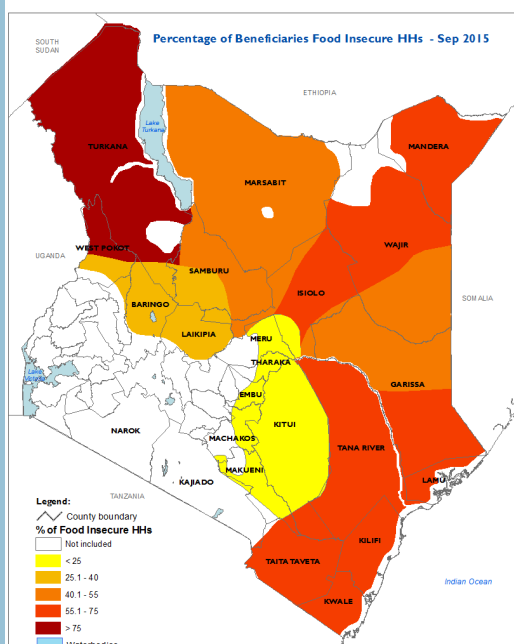 Percentage of Beneficiaries Food Insecure HHs - Sep 2015
SOUTH
SUDAN
ETHIOPIA
Lake
Turkana
TURKANA
MANDERA
MARSABIT
WEST POKOT
UGANDA
WAJIR
SAMBURU
ISIOLO
SOMALIA
BARINGO
LAIKIPIA
MERU
THARAKA
Lake
Victoria
GARISSA
EMBU
KITUI
NAROK
MACHAKOS
TANA RIVER
MAKUENI
KAJIADO
LAMU
TANZANIA
KILIFI
TAITA TAVETA
KWALE
Indian Ocean
Legend:
County boundary
% of Food Insecure HHs
Not included
< 25
25.1 - 40
40.1 - 55
55.1 - 75
> 75
Waterbodies